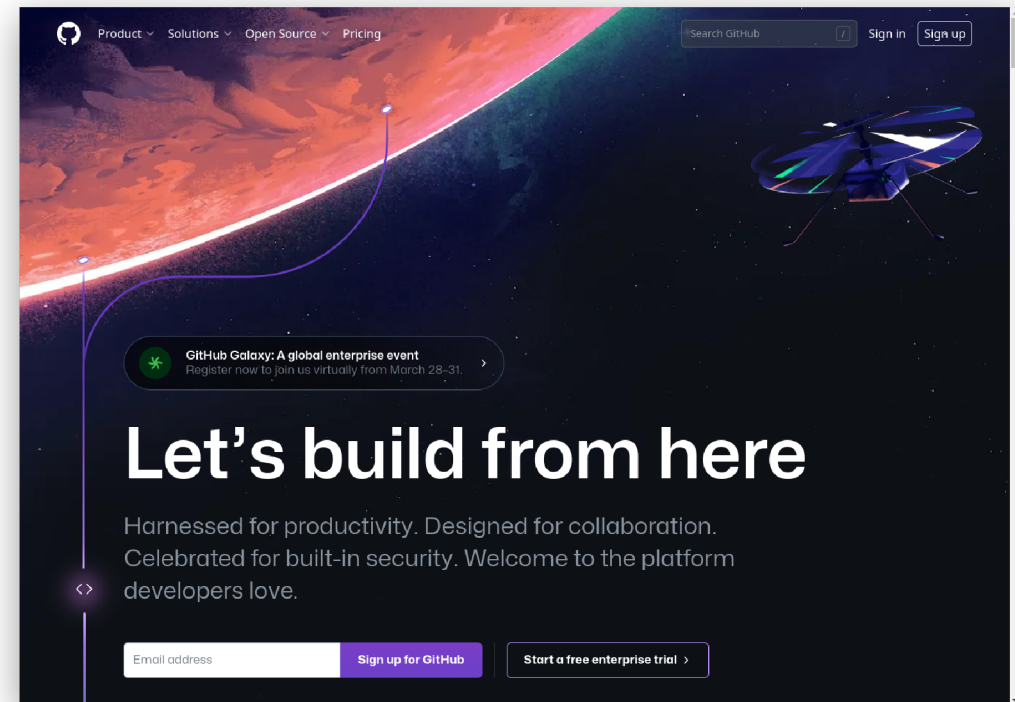 Product Solutions Open Source Pricing Search GitHub / Sign in Sign up
GitHub Galaxy: A global enterprise event
Register now to join us virtually from March 28–31.
Let’s build from here
Harnessed for productivity. Designed for collaboration.
Celebrated for built-in security. Welcome to the platform
developers love.
Email address Sign up for GitHub Start a free enterprise trial